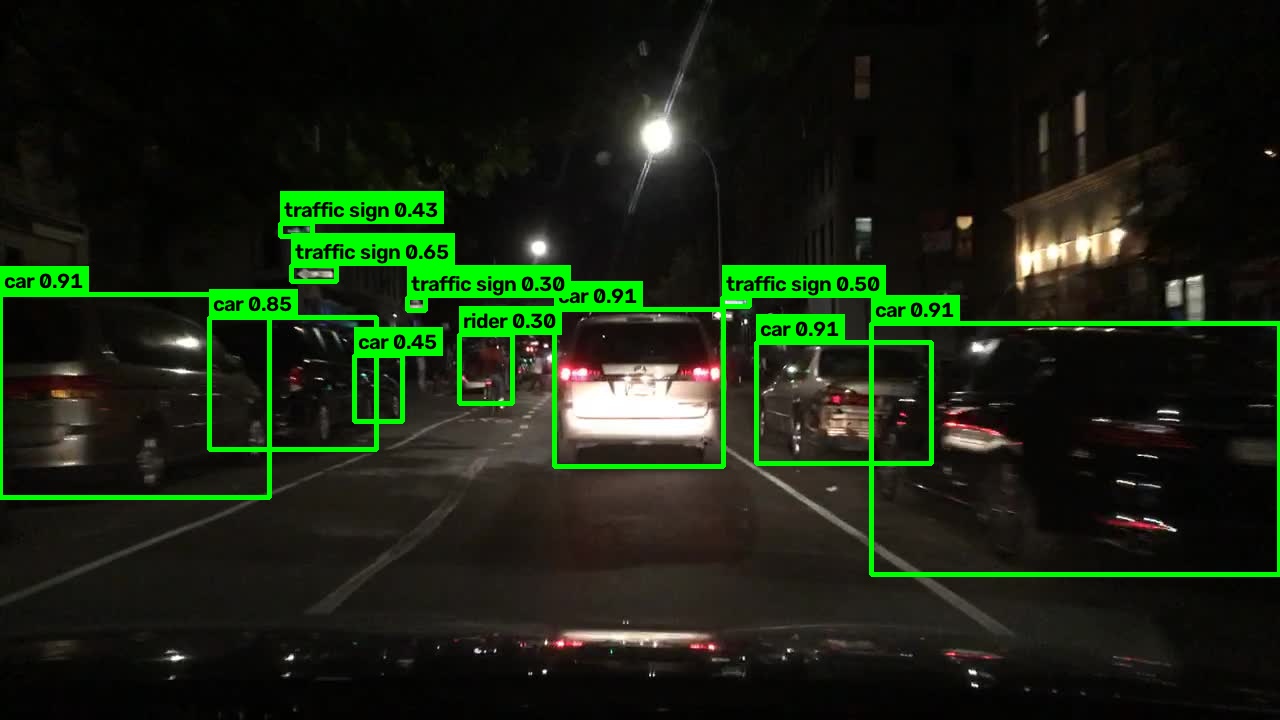 traffic sign 0.43
traffic sign 0.65
car 0.91
traffic sign 0.30
car 0.91
traffic sign 0.50
car 0.85
car 0.91
rider 0.30
car 0.91
car 0.45